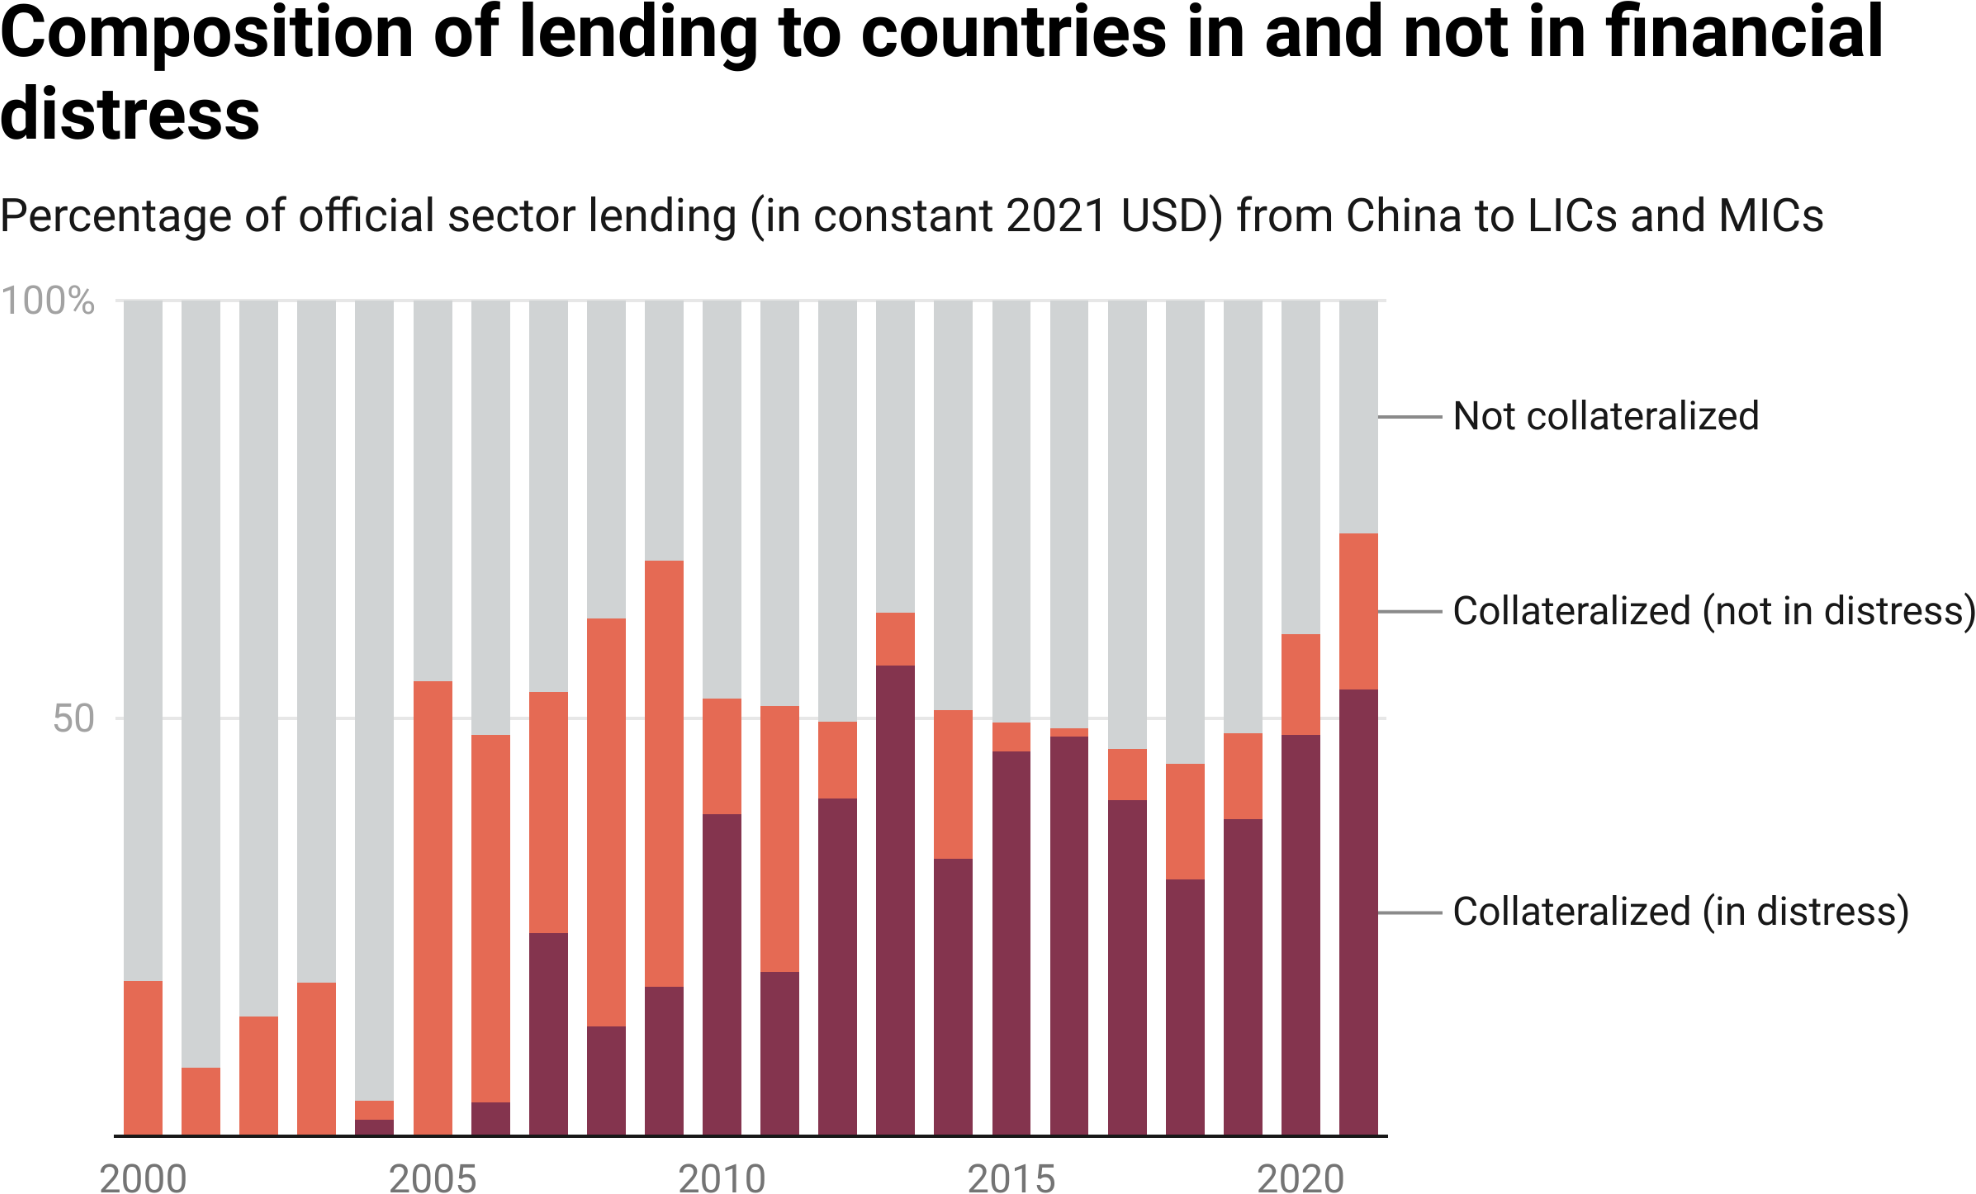 Composition of lending to countries in and not in financial
distress
Percentage of official sector lending (in constant 2021 USD) from China to LICs and MICs
100%
Not collateralized
Collateralized (not in distress)
50
Collateralized (in distress)
2000 2005 2010 2015 2020